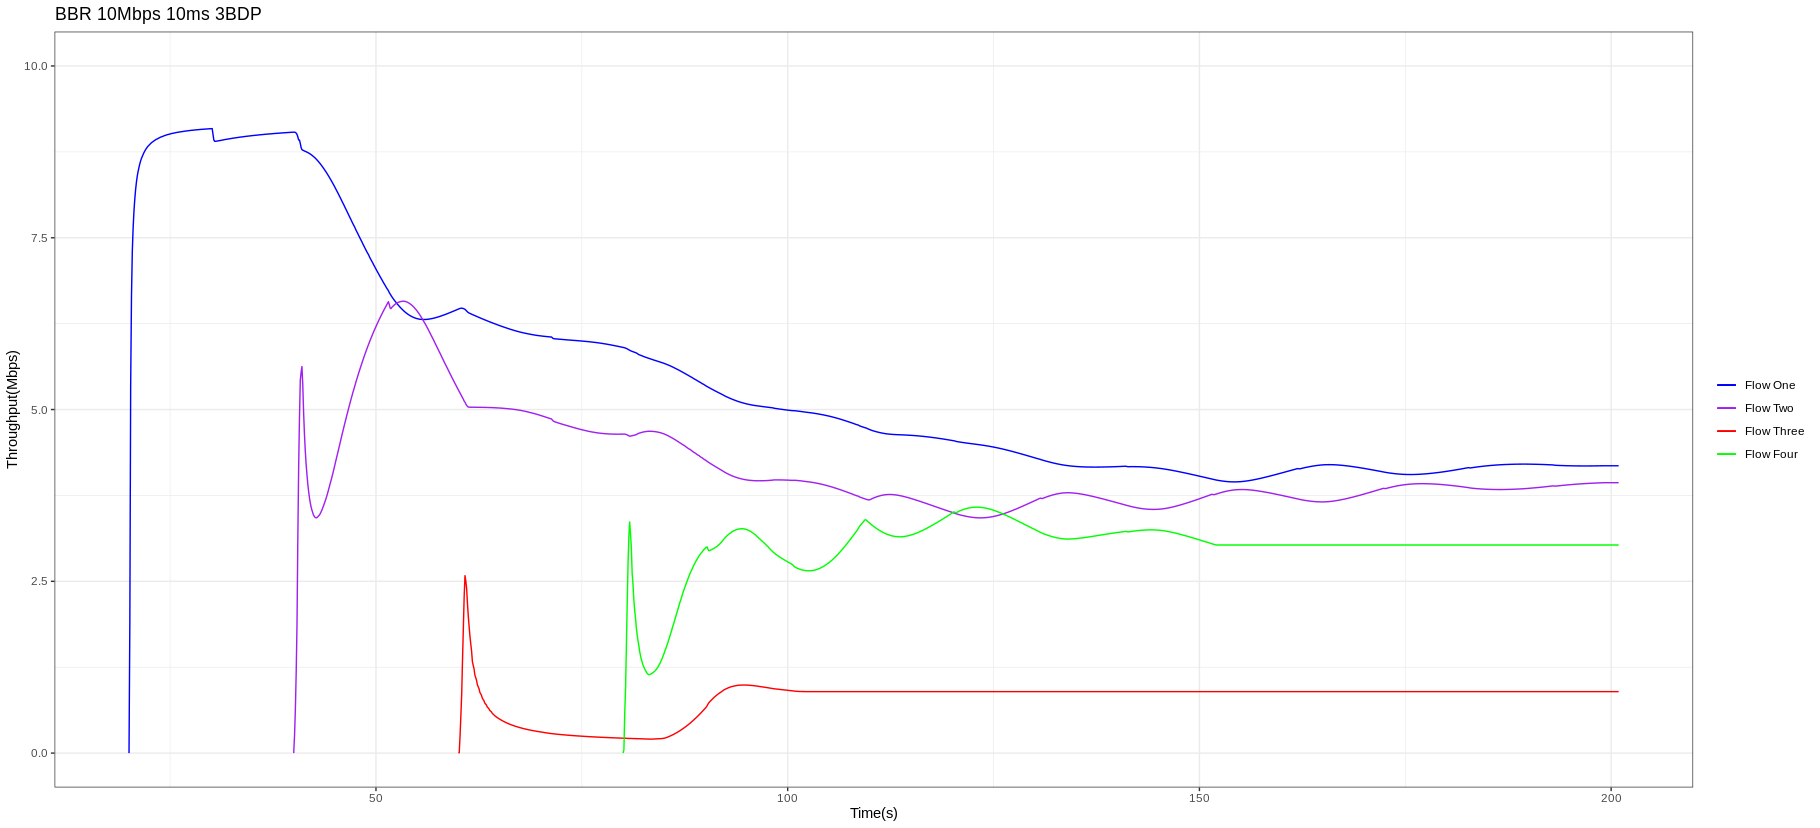 BBR 10Mbps 10ms 3BDP
Throughput(Mbps)
10.0
7.5
5.0
2.5
0.0
50
100
150
200
Time(s)
Flow One
Flow Two
Flow Three
Flow Four